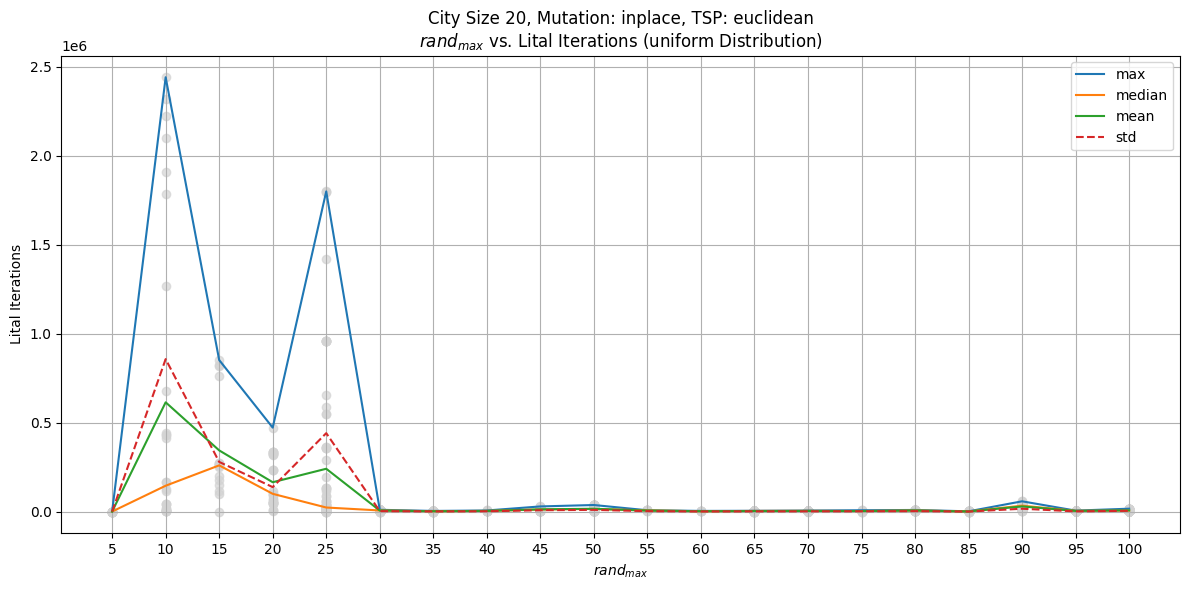 City Size 20, Mutation: inplace, TSP: euclidean
rand_max vs. Lital Iterations (uniform Distribution)
1e6
max
median
mean
std
2.5
2.0
1.5
1.0
0.5
0.0
Lital Iterations
5 10 15 20 25 30 35 40 45 50 55 60 65 70 75 80 85 90 95 100
rand_max